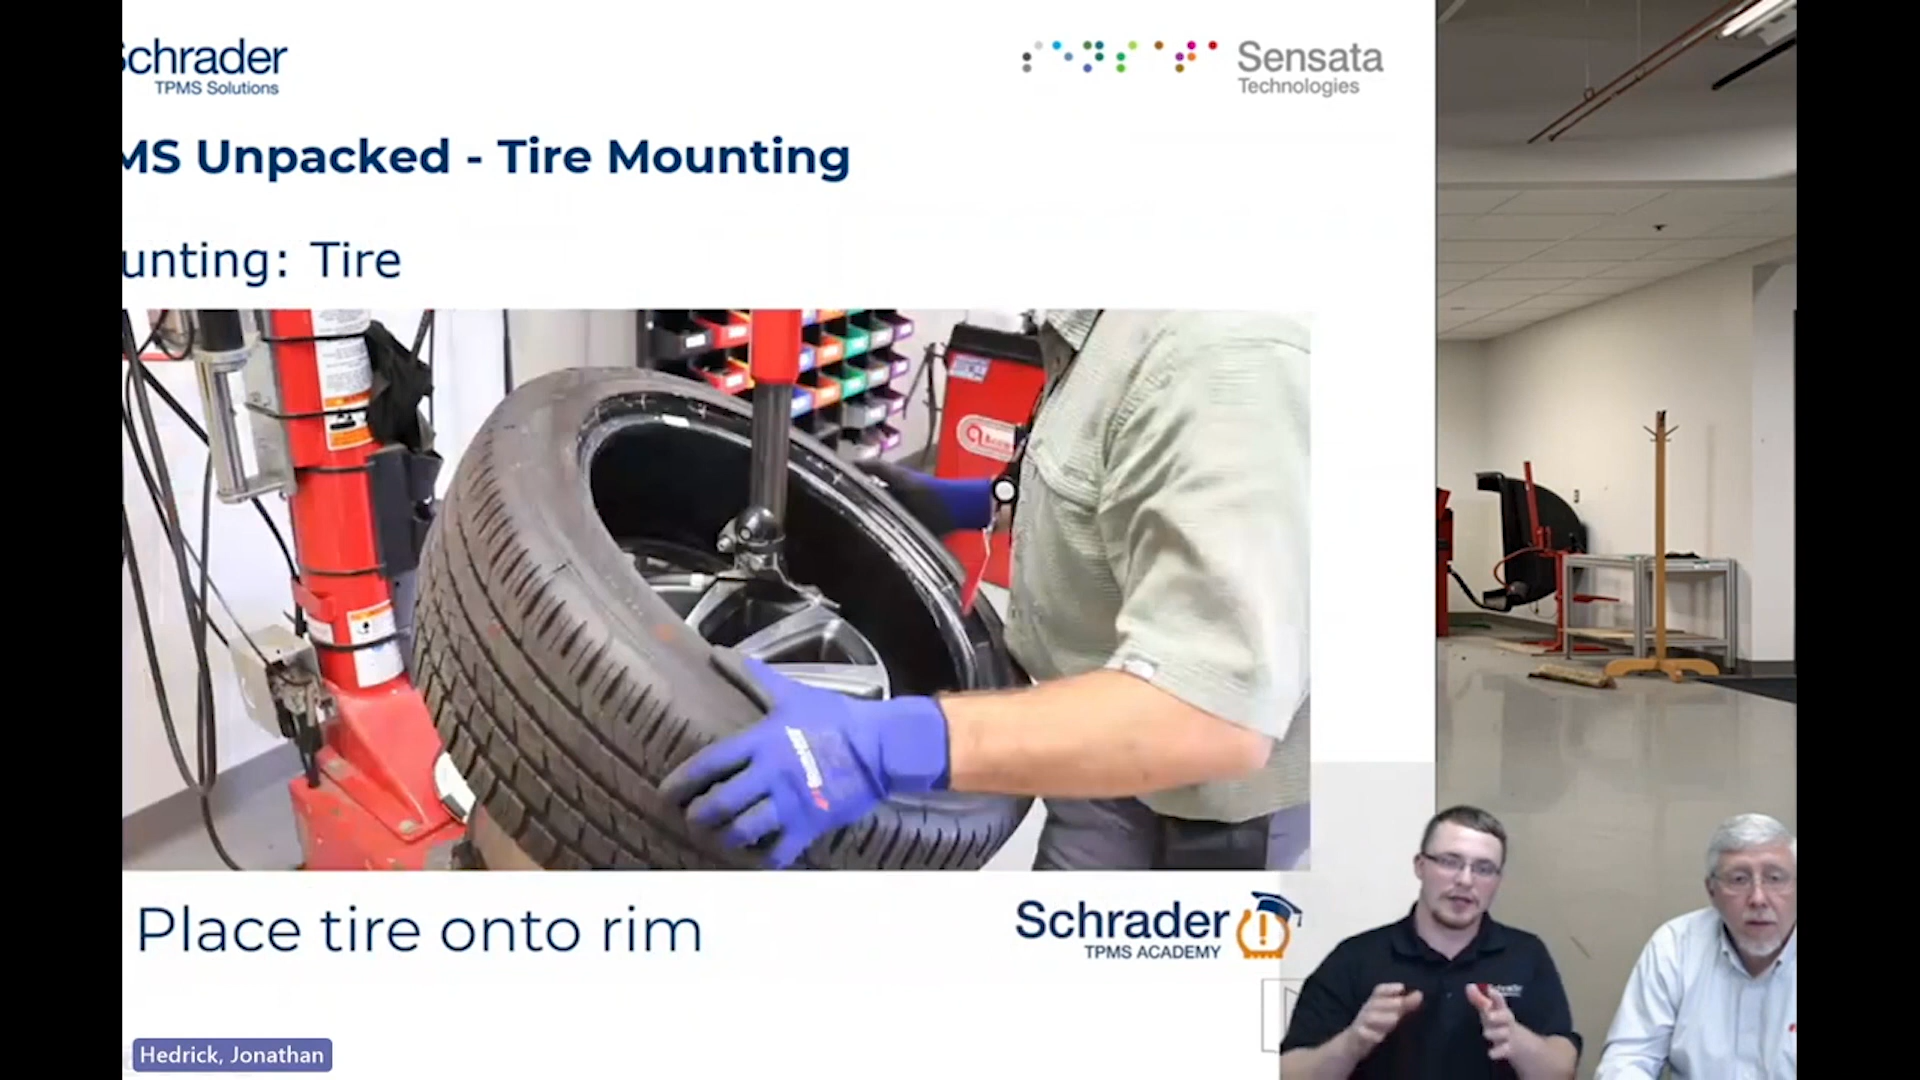 Schrader
TPMS Solutions
Sensata
Technologies
MS Unpacked - Tire Mounting
unting: Tire
Place tire onto rim
Schrader
TPMS ACADEMY
Hedrick, Jonathan